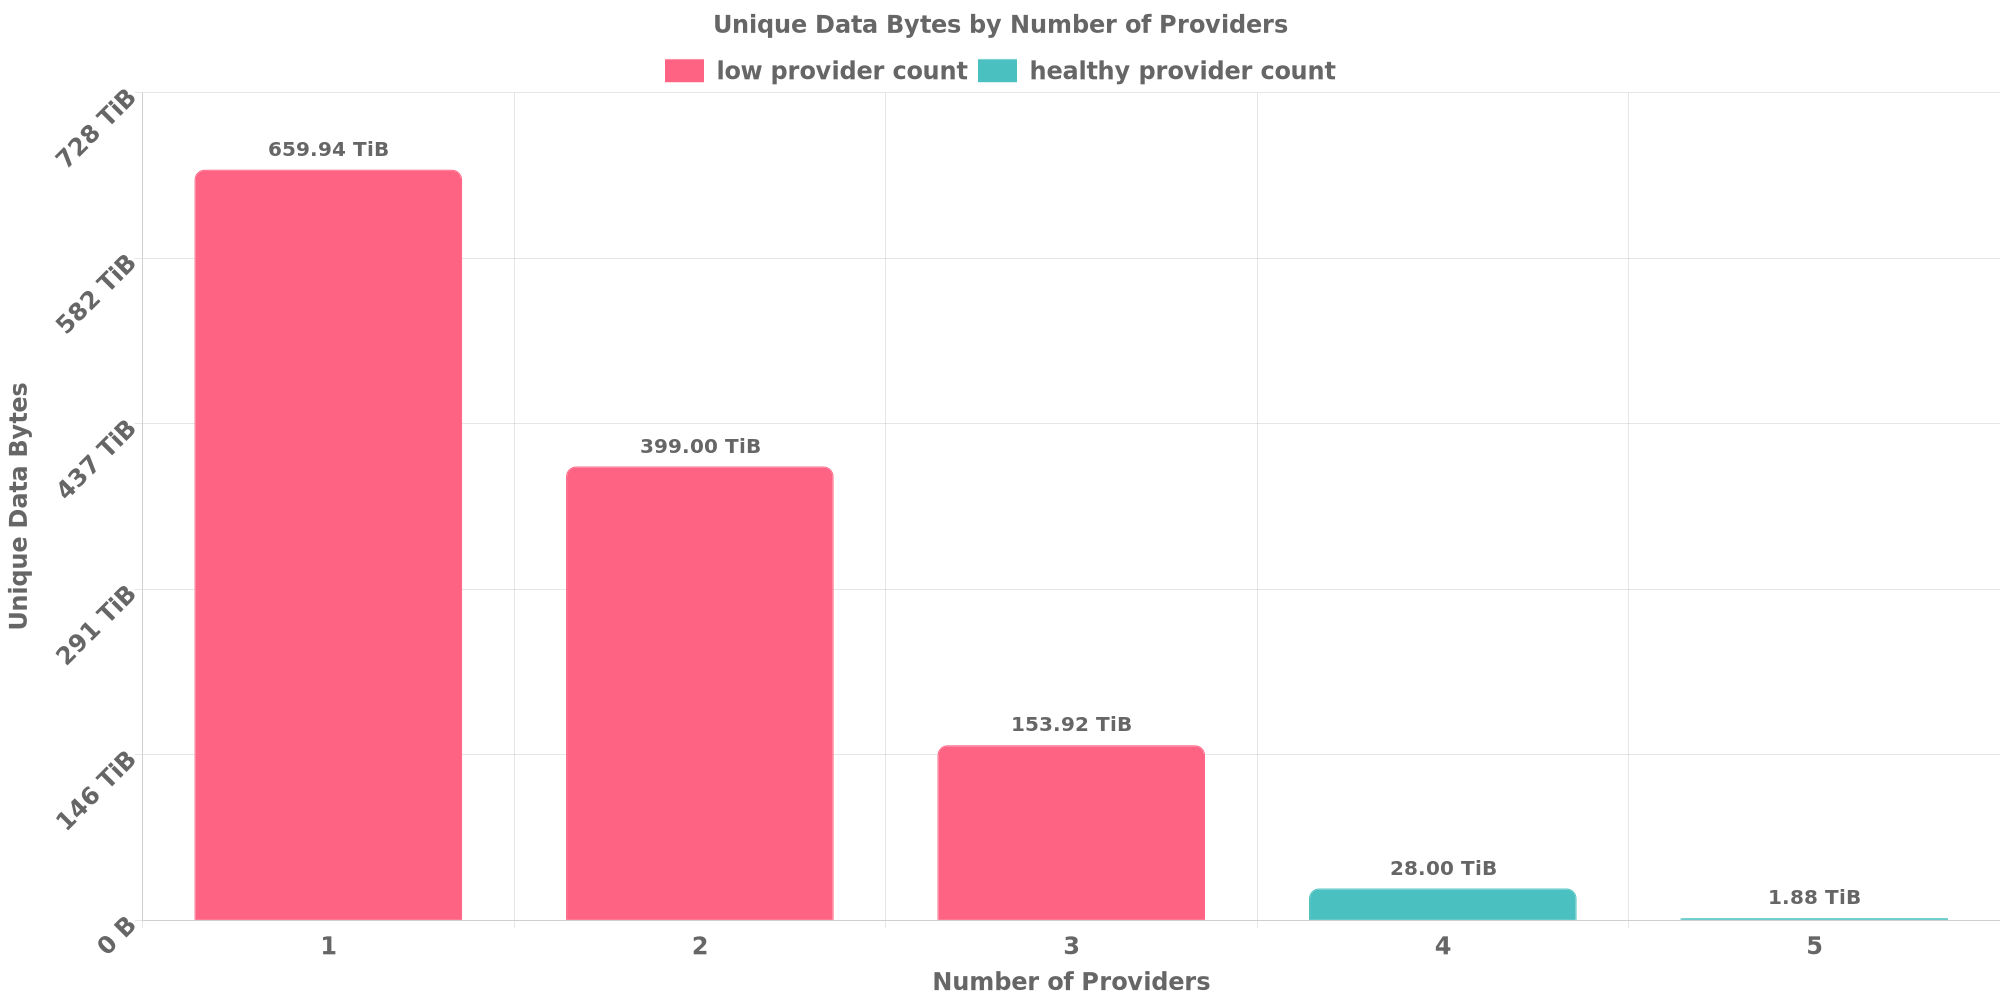 Unique Data Bytes by Number of Providers
low provider count healthy provider count
728 TiB
582 TiB
437 TiB
291 TiB
146 TiB
0 B
Unique Data Bytes
659.94 TiB
399.00 TiB
153.92 TiB
28.00 TiB
1.88 TiB
1 2 3 4 5
Number of Providers